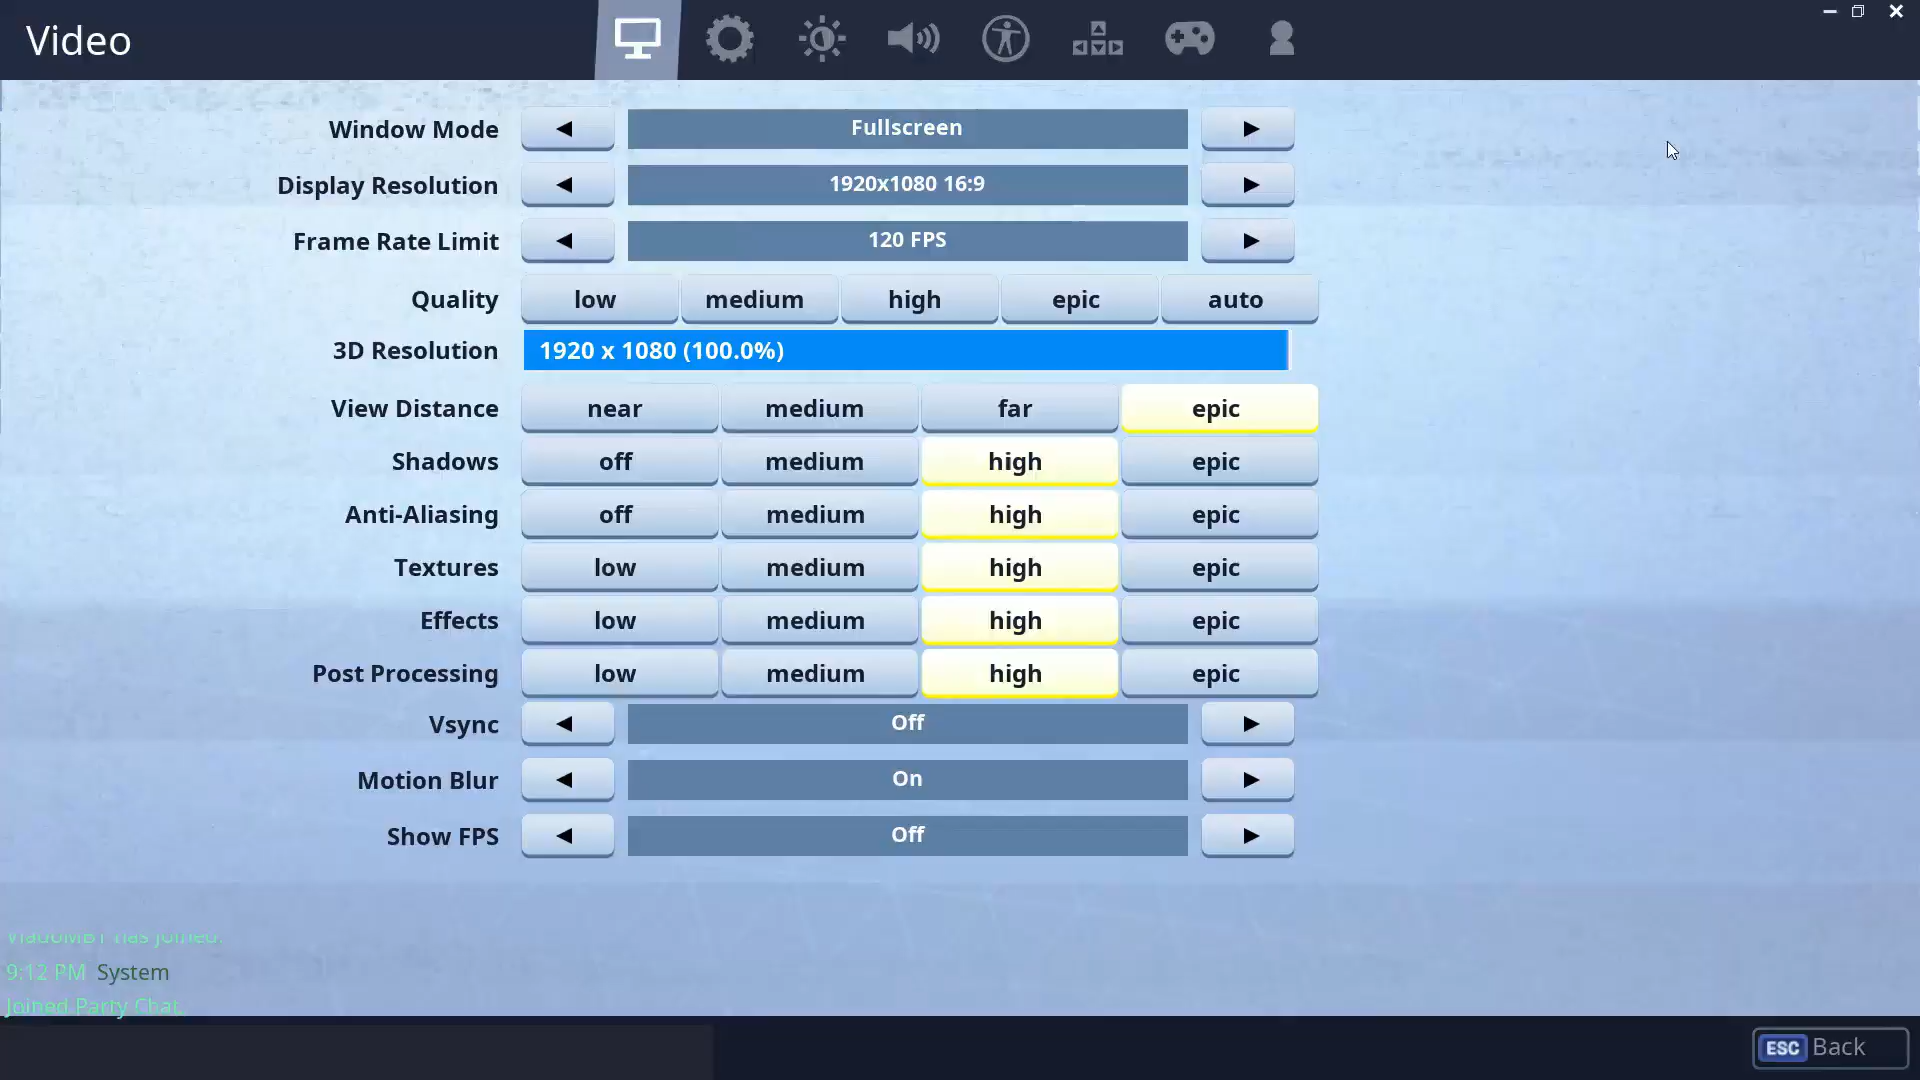 Video
Window Mode Fullscreen
Display Resolution 1920x1080 16:9
Frame Rate Limit 120 FPS
Quality low medium high epic auto
3D Resolution 1920 x 1080 (100.0%)
View Distance near medium far epic
Shadows off medium high epic
Anti-Aliasing off medium high epic
Textures low medium high epic
Effects low medium high epic
Post Processing low medium high epic
Vsync Off
Motion Blur On
Show FPS Off
has joined.
9:12 PM System
Joined Party Chat.
ESC Back